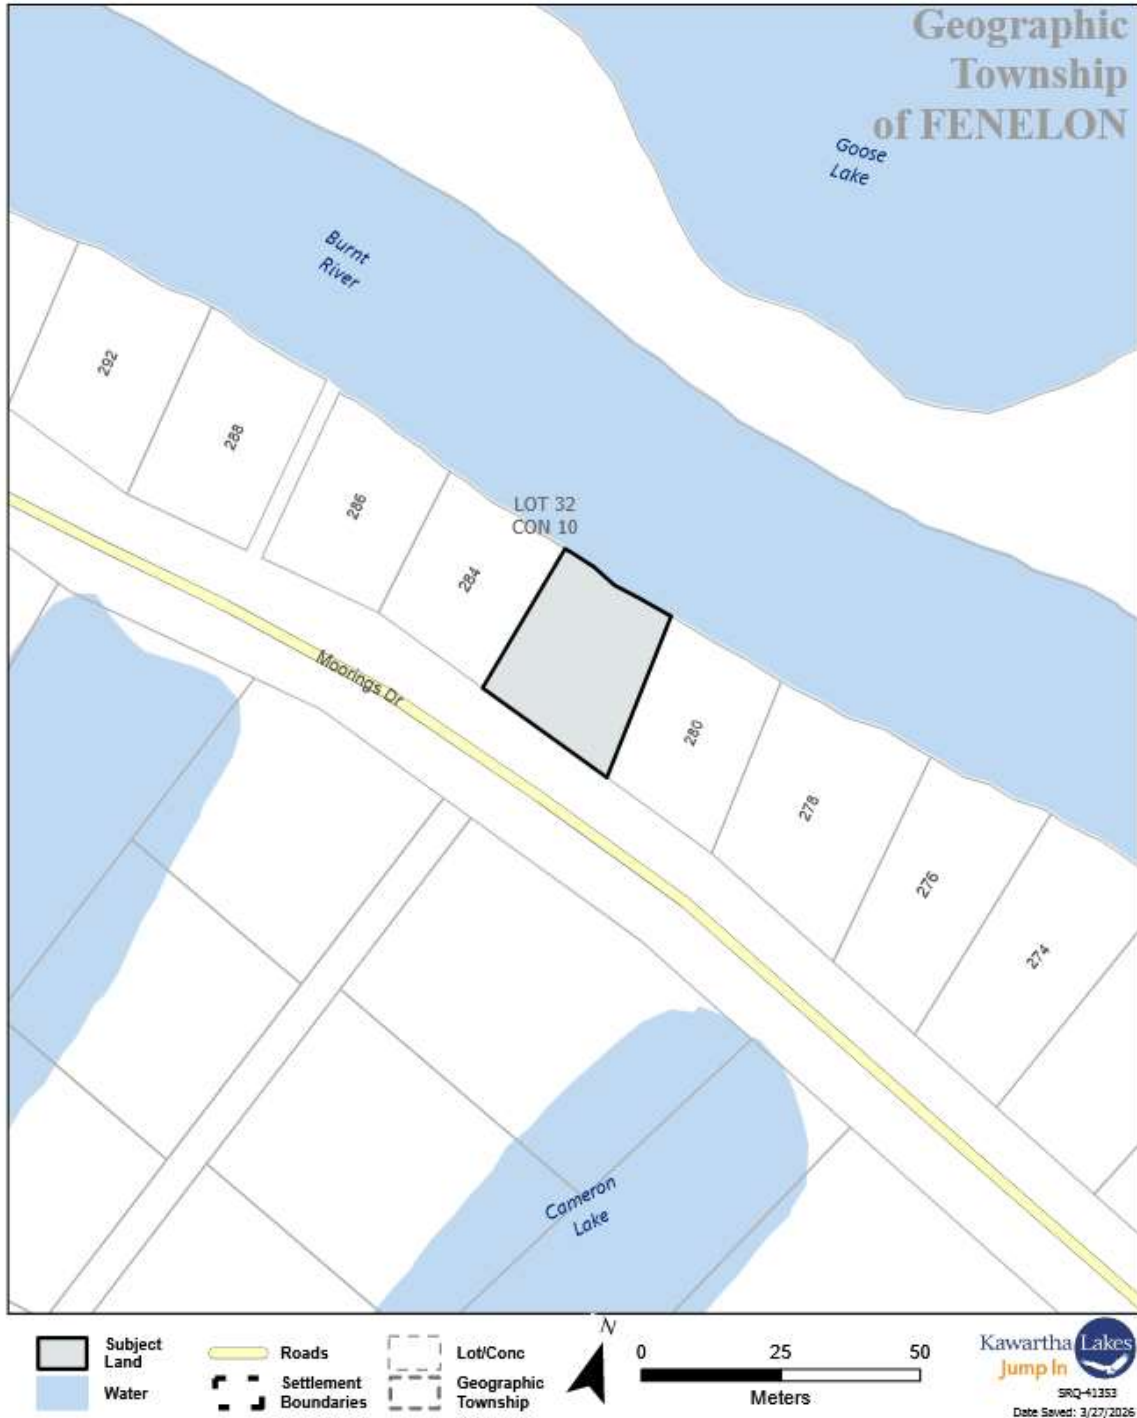 Geographic
Township
of FENELON
Goose
Lake
Burnt
River
292
288
286
LOT 32
CON 10
284
Moorings Dr
280
278
276
274
Cameron
Lake
Subject
Land
Water
Roads
Settlement
Boundaries
Lot/Conc
Geographic
Township
N
0 25 50
Meters
Kawartha Lakes
Jump In
SRQ-41353
Date Saved: 3/27/2026